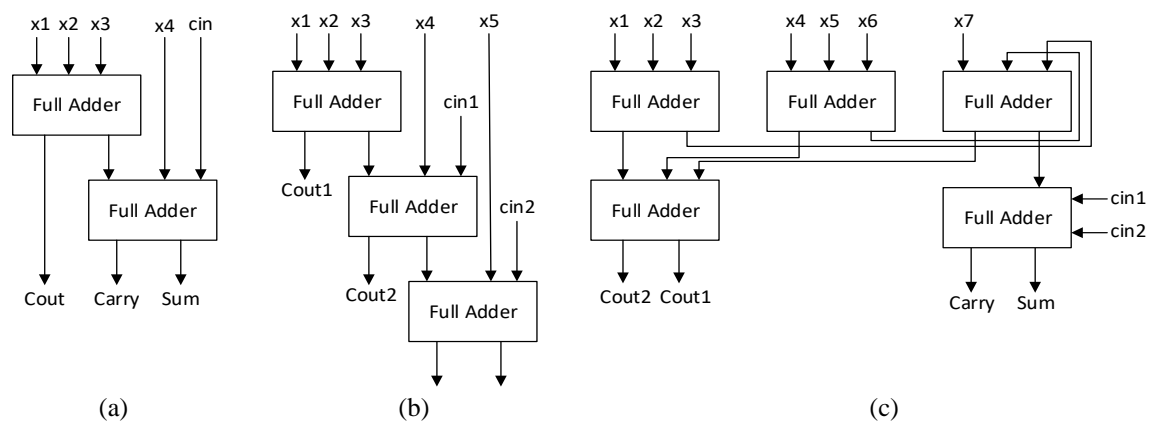 x1 x2 x3 x4 cin
Full Adder
Full Adder
Cout Carry Sum
(a)
x1 x2 x3 x4 x5
Full Adder
cin1
Cout1
Full Adder
cin2
Cout2
Full Adder
(b)
x1 x2 x3 x4 x5 x6 x7
Full Adder Full Adder Full Adder
Full Adder Full Adder
cin1
cin2
Cout2 Cout1 Carry Sum
(c)